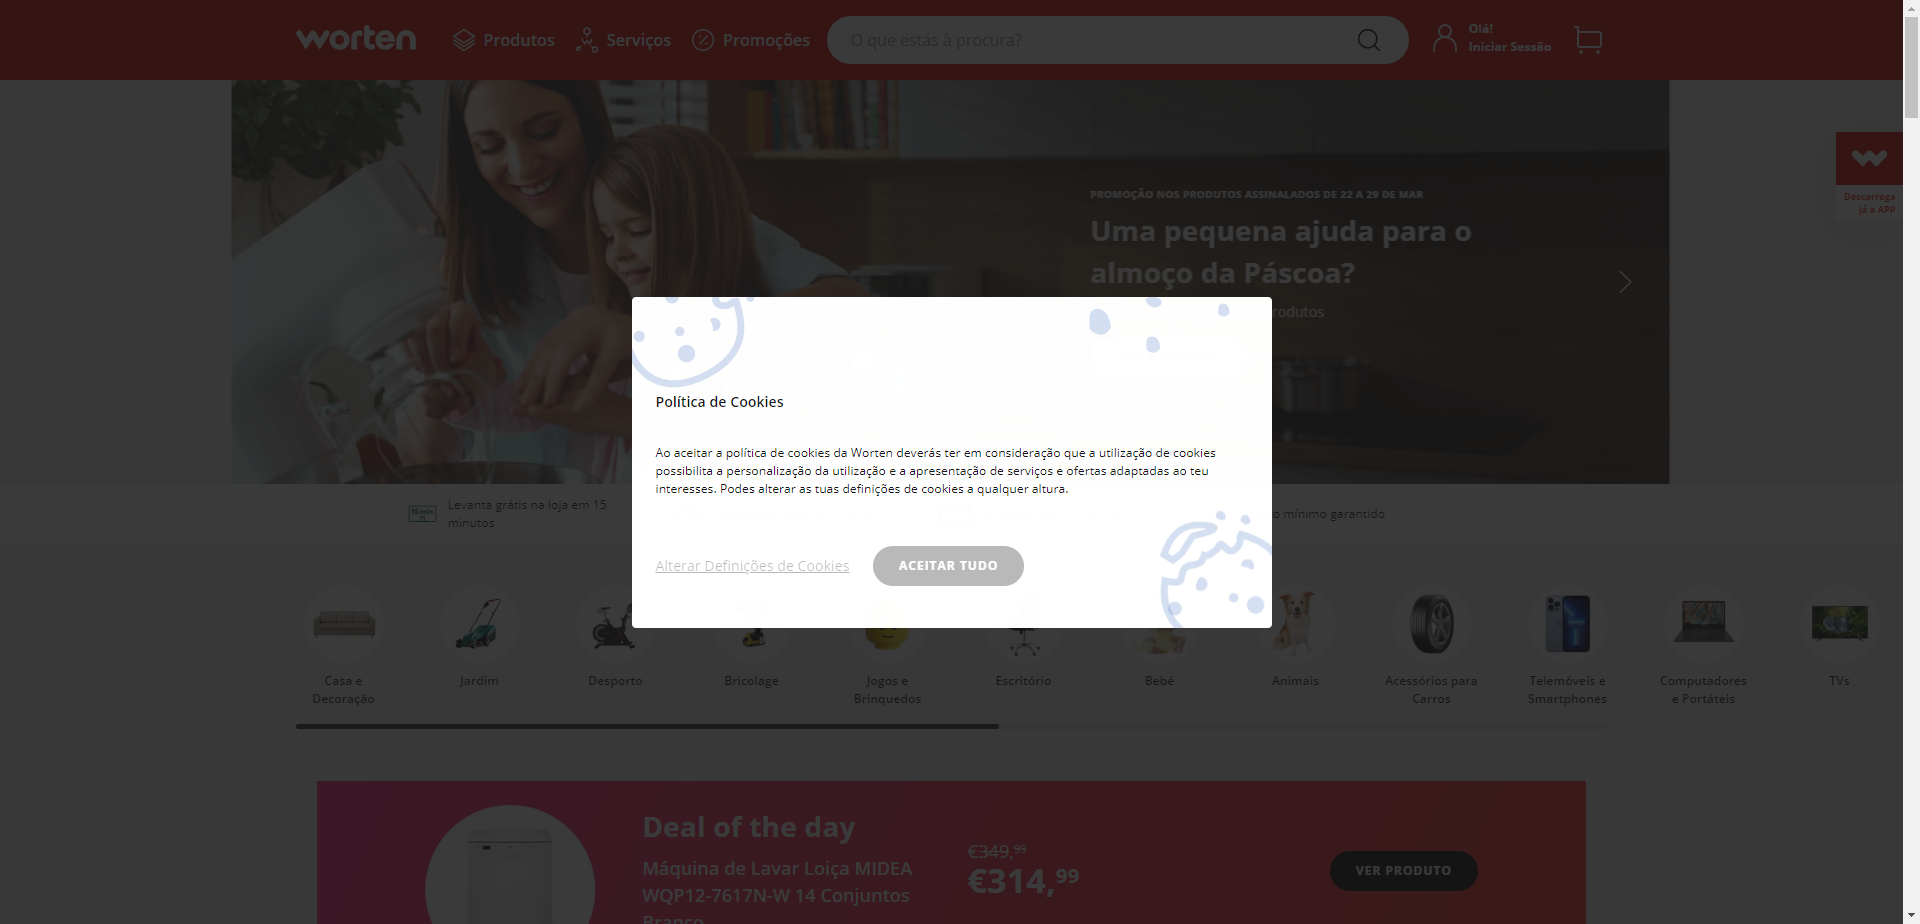 worten
Produtos
Serviços
Promoções
O que estás à procura?
Olá!
Iniciar Sessão
Descarrega
já a APP
PROMOÇÃO NOS PRODUTOS ASSINALADOS DE 22 A 29 DE MAR
Uma pequena ajuda para o
almoço da Páscoa?
rodutos
Política de Cookies
Ao aceitar a política de cookies da Worten deverás ter em consideração que a utilização de cookies
possibilita a personalização da utilização e a apresentação de serviços e ofertas adaptadas ao teu
interesses. Podes alterar as tuas definições de cookies a qualquer altura.
Alterar Definições de Cookies
ACEITAR TUDO
Levanta grátis na loja em 15
minutos
o mínimo garantido
Casa e
Decoração
Jardim
Desporto
Bricolage
Jogos e
Brinquedos
Escritório
Bebé
Animais
Acessórios para
Carros
Telemóveis e
Smartphones
Computadores
e Portáteis
TVs
Deal of the day
Máquina de Lavar Loiça MIDEA
WQP12-7617N-W 14 Conjuntos
Branco
€349,99
€314,99
VER PRODUTO